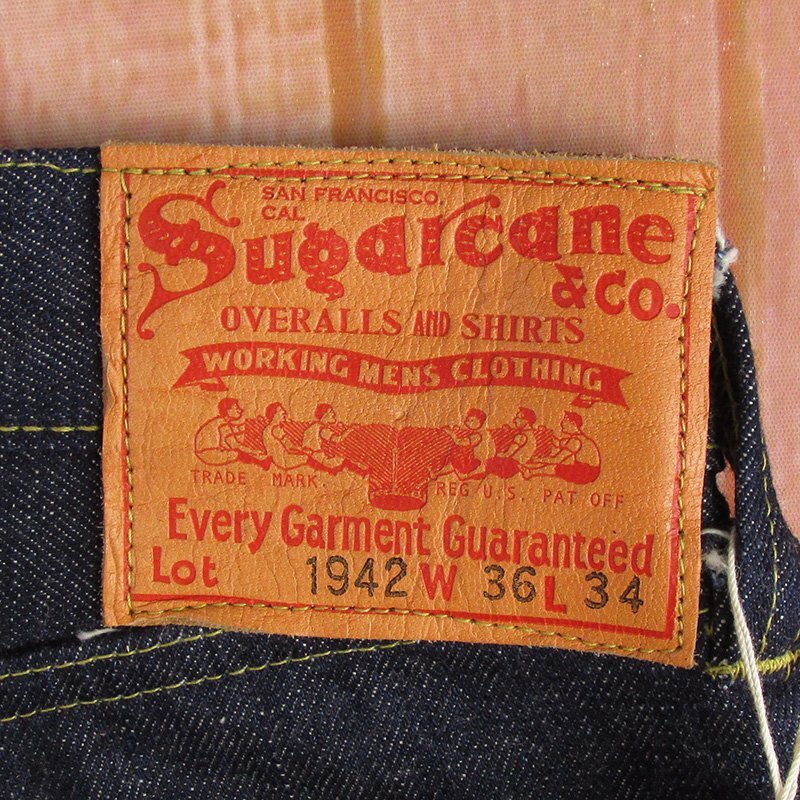 SAN FRANCISCO,
CAL
Sugarcane
& CO.
OVERALLS AND SHIRTS
WORKING MENS CLOTHING
TRADE MARK. REG U.S. PAT OFF
Every Garment Guaranteed
Lot 1942 W 36 L 34